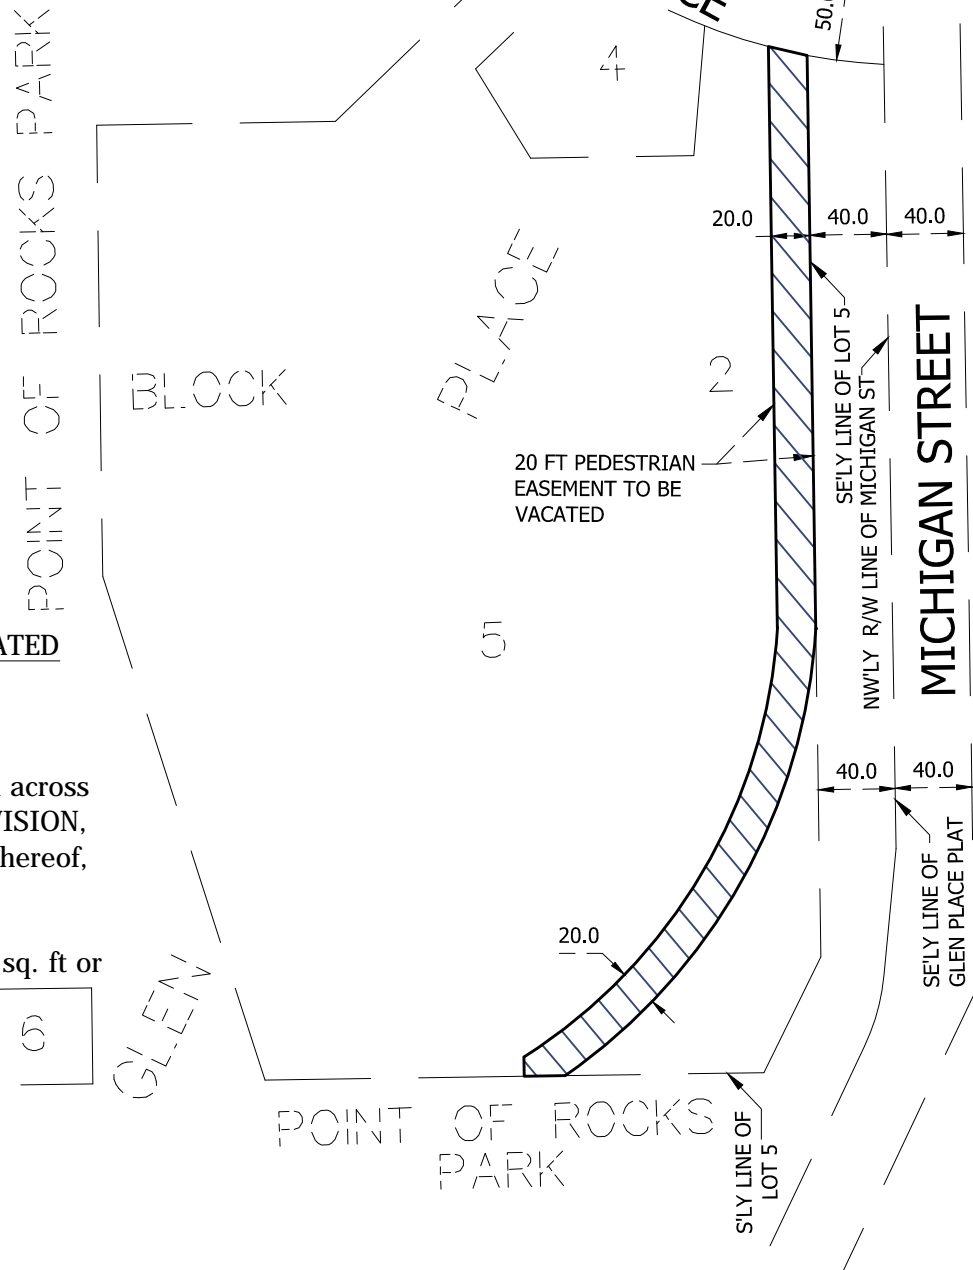 CE
50.0
POINT OF ROCKS PARK
4
20.0
40.0
40.0
PLACE
BLOCK
2
SE'LY LINE OF LOT 5
NW'LY R/W LINE OF MICHIGAN ST
MICHIGAN STREET
20 FT PEDESTRIAN
EASEMENT TO BE
VACATED
5
ATED
across
VISION,
hereof,
40.0
40.0
SE'LY LINE OF
GLEN PLACE PLAT
20.0
sq. ft or
6
GLEN
POINT OF ROCKS
PARK
S'LY LINE OF
LOT 5